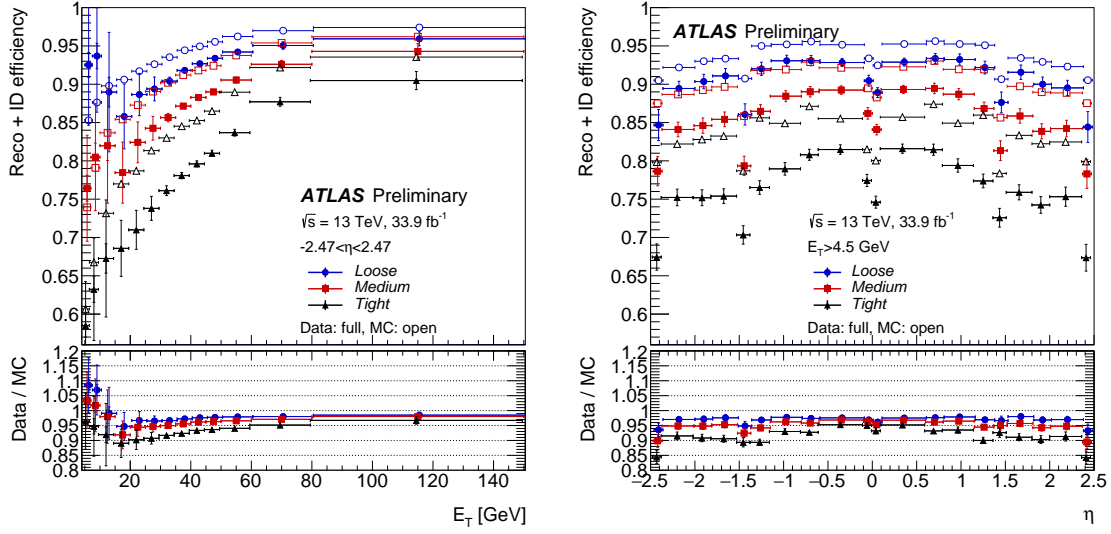 Reco + ID efficiency
1
0.95
0.9
0.85
0.8
0.75
0.7
0.65
0.6
ATLAS Preliminary
√s = 13 TeV, 33.9 fb⁻¹
-2.47<η<2.47
Loose
Medium
Tight
Data: full, MC: open
Data / MC
1.2
1.15
1.1
1.05
1
0.95
0.9
0.85
0.8
20 40 60 80 100 120 140
E_T [GeV]
Reco + ID efficiency
1
0.95
0.9
0.85
0.8
0.75
0.7
0.65
0.6
ATLAS Preliminary
√s = 13 TeV, 33.9 fb⁻¹
E_T>4.5 GeV
Loose
Medium
Tight
Data: full, MC: open
Data / MC
1.2
1.15
1.1
1.05
1
0.95
0.9
0.85
0.8
−2.5 −2 −1.5 −1 −0.5 0 0.5 1 1.5 2 2.5
η